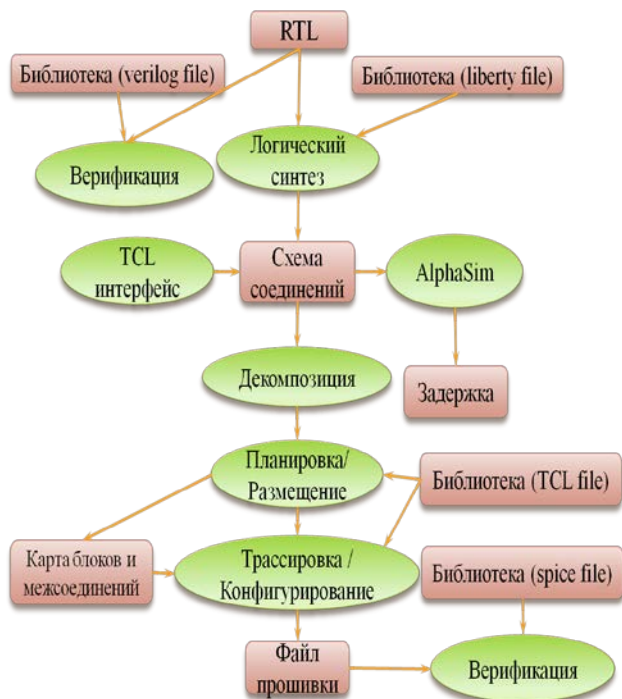 RTL
Библиотека (verilog file)
Библиотека (liberty file)
Верификация
Логический
синтез
TCL
интерфейс
Схема
соединений
AlphaSim
Декомпозиция
Задержка
Планировка/
Размещение
Библиотека (TCL file)
Карта блоков и
межсоединений
Трассировка /
Конфигурирование
Библиотека (spice file)
Файл
прошивки
Верификация